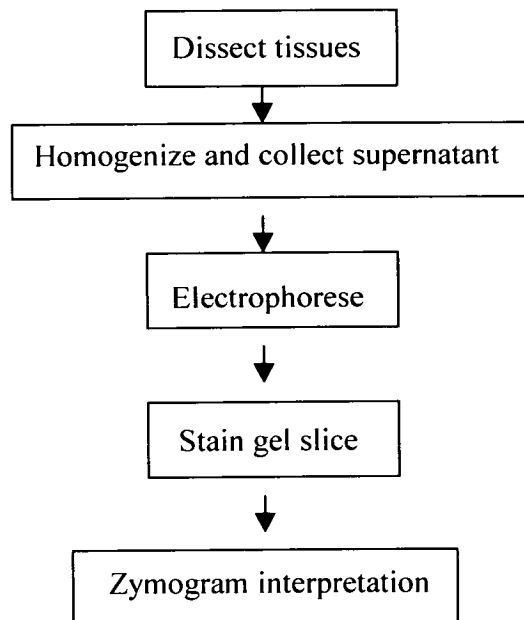 Dissect tissues
Homogenize and collect supernatant
Electrophorese
Stain gel slice
Zymogram interpretation